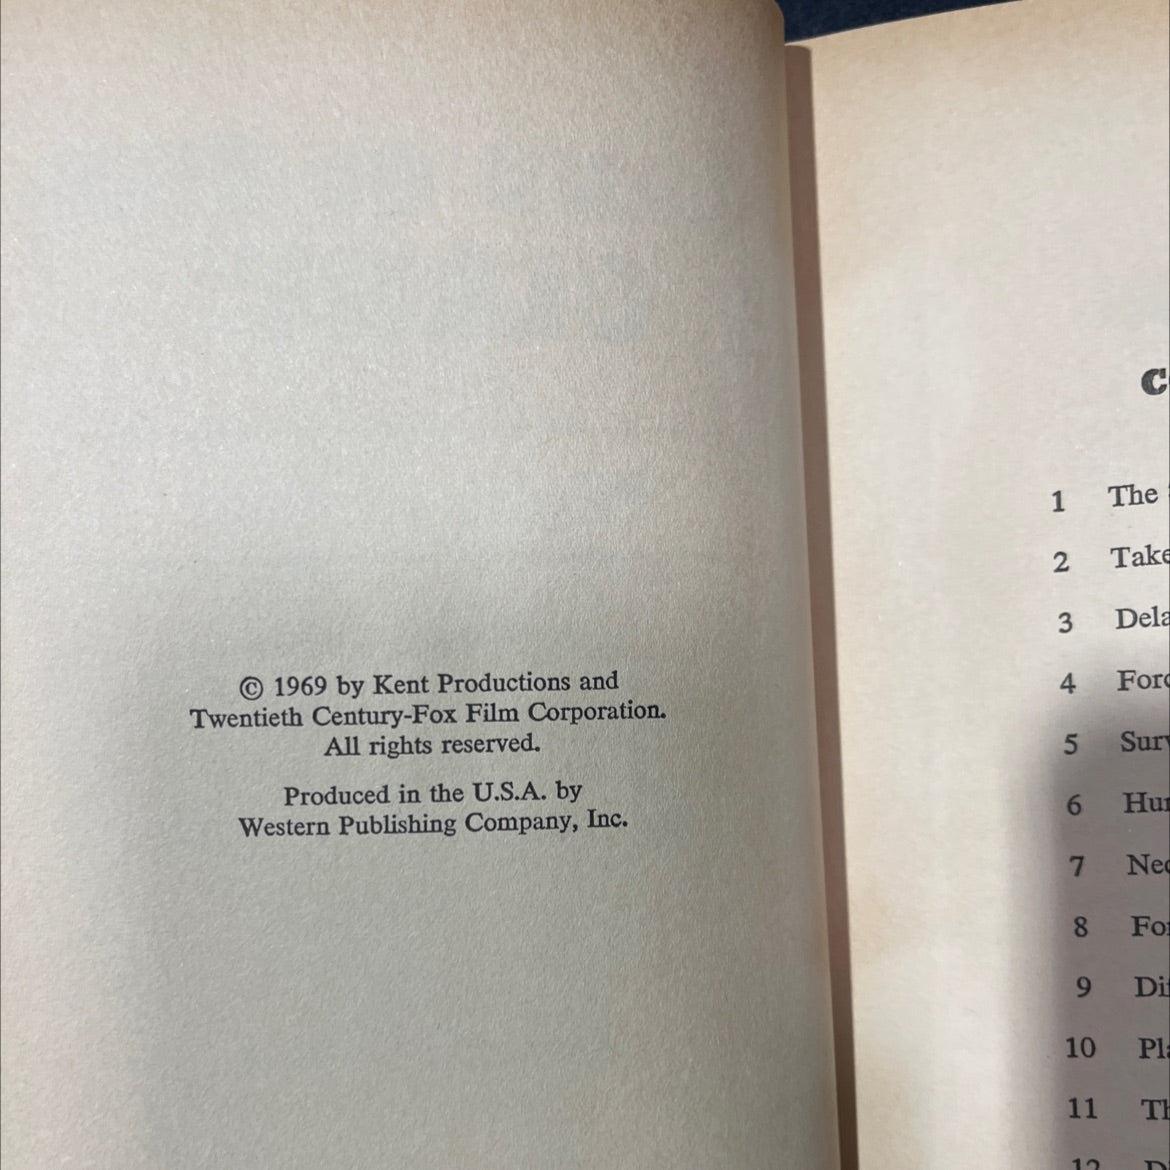 © 1969 by Kent Productions and
Twentieth Century-Fox Film Corporation.
All rights reserved.
Produced in the U.S.A. by
Western Publishing Company, Inc.
1 The
2 Take
3
4
5
6
7
8
9
10
11
12